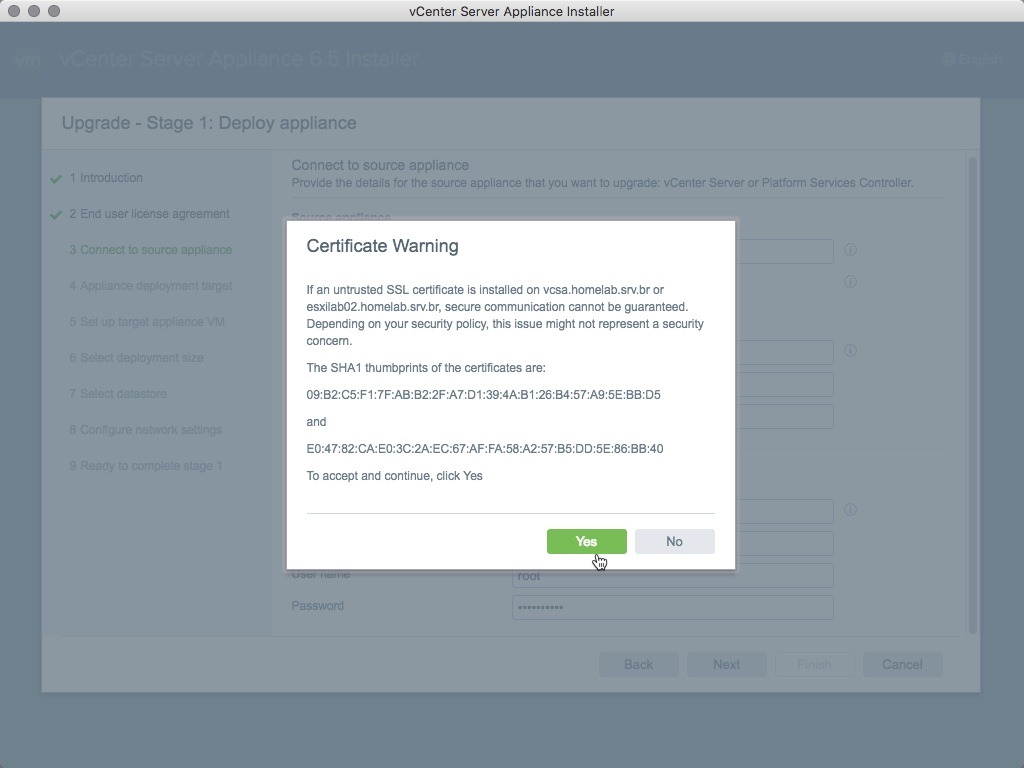 vCenter Server Appliance Installer
vm vCenter Server Appliance 6.5 Installer
English
Upgrade - Stage 1: Deploy appliance
1 Introduction
2 End user license agreement
3 Connect to source appliance
4 Appliance deployment target
5 Set up target appliance VM
6 Select deployment size
7 Select datastore
8 Configure network settings
9 Ready to complete stage 1
Connect to source appliance
Provide the details for the source appliance that you want to upgrade: vCenter Server or Platform Services Controller.
Source appliance
Certificate Warning
If an untrusted SSL certificate is installed on vcsa.homelab.srv.br or
esxilab02.homelab.srv.br, secure communication cannot be guaranteed.
Depending on your security policy, this issue might not represent a security
concern.
The SHA1 thumbprints of the certificates are:
09:B2:C5:F1:7F:AB:B2:2F:A7:D1:39:4A:B1:26:B4:57:A9:5E:BB:D5
and
E0:47:82:CA:E0:3C:2A:EC:67:AF:FA:58:A2:57:B5:DD:5E:86:BB:40
To accept and continue, click Yes
Yes
No
User name
root
Password
Back
Next
Finish
Cancel